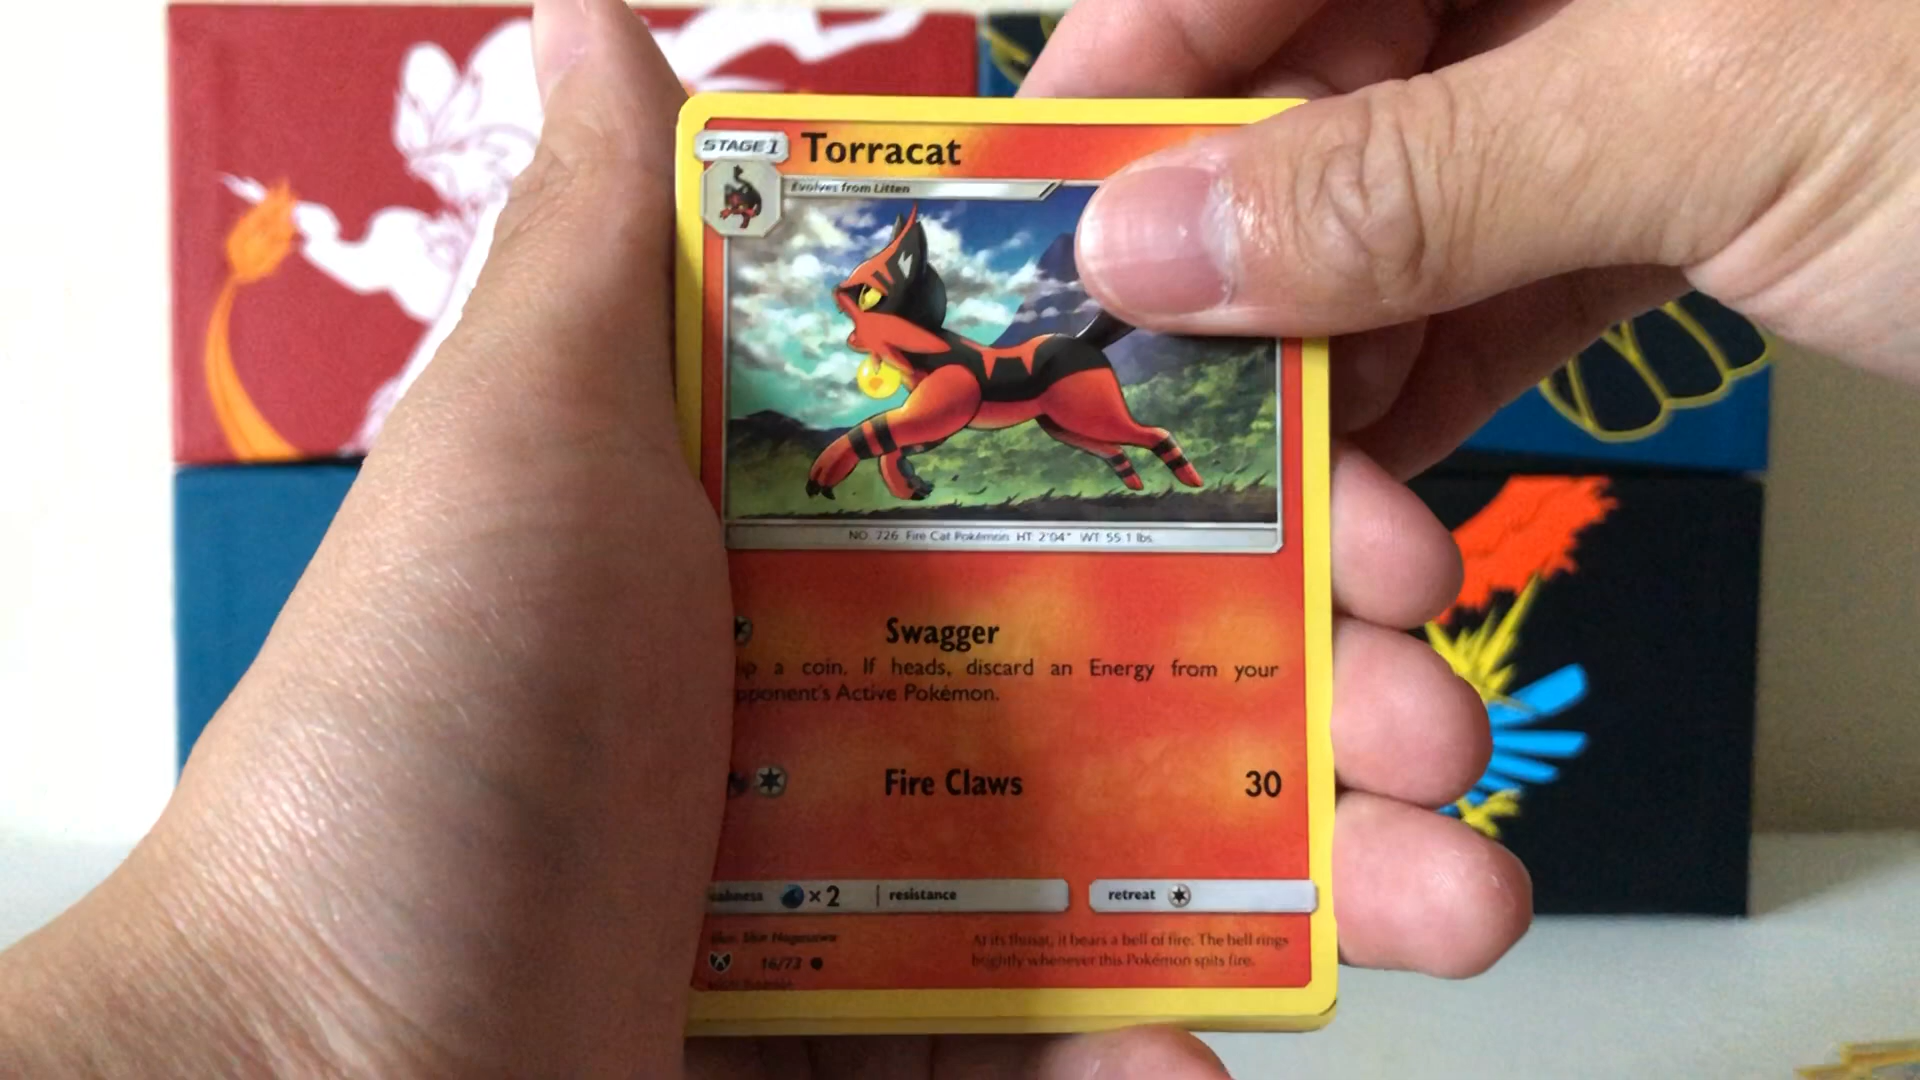 STAGE 1 Torracat
Evolves from Litten
NO. 726 Fire Cat Pokémon HT: 2'04" WT: 55.1 lbs.
Swagger
ip a coin. If heads, discard an Energy from your
pponent's Active Pokémon.
Fire Claws 30
weakness ×2 resistance retreat
Illus. Shin Nagasawa
16/73
At its throat, it bears a bell of fire. The bell rings
brightly whenever this Pokémon spits fire.